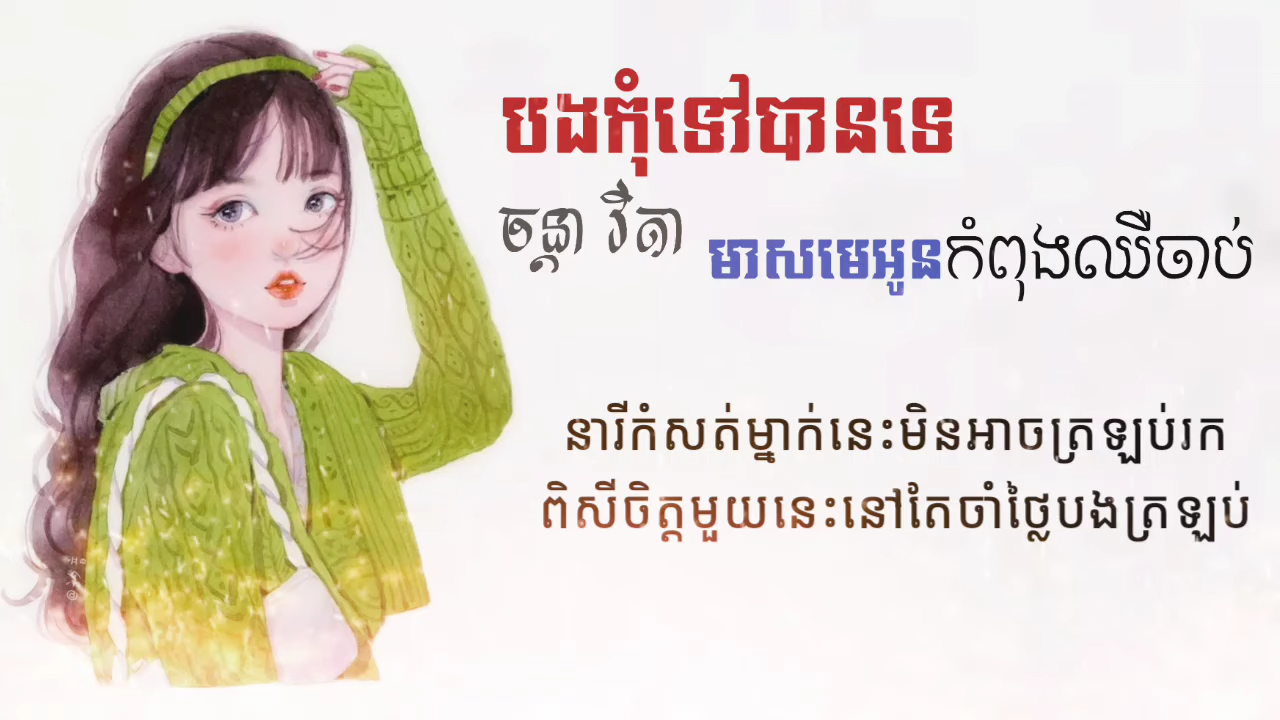 បងកុំទៅបានទេ
ចន្តា វីតា
មាសមេអូនកំពុងឈឺចាប់
នារីកំសត់ម្នាក់នេះមិនអាចត្រឡប់រក
ពិសីចិត្តមួយនេះនៅតែចាំថ្លៃបងត្រឡប់